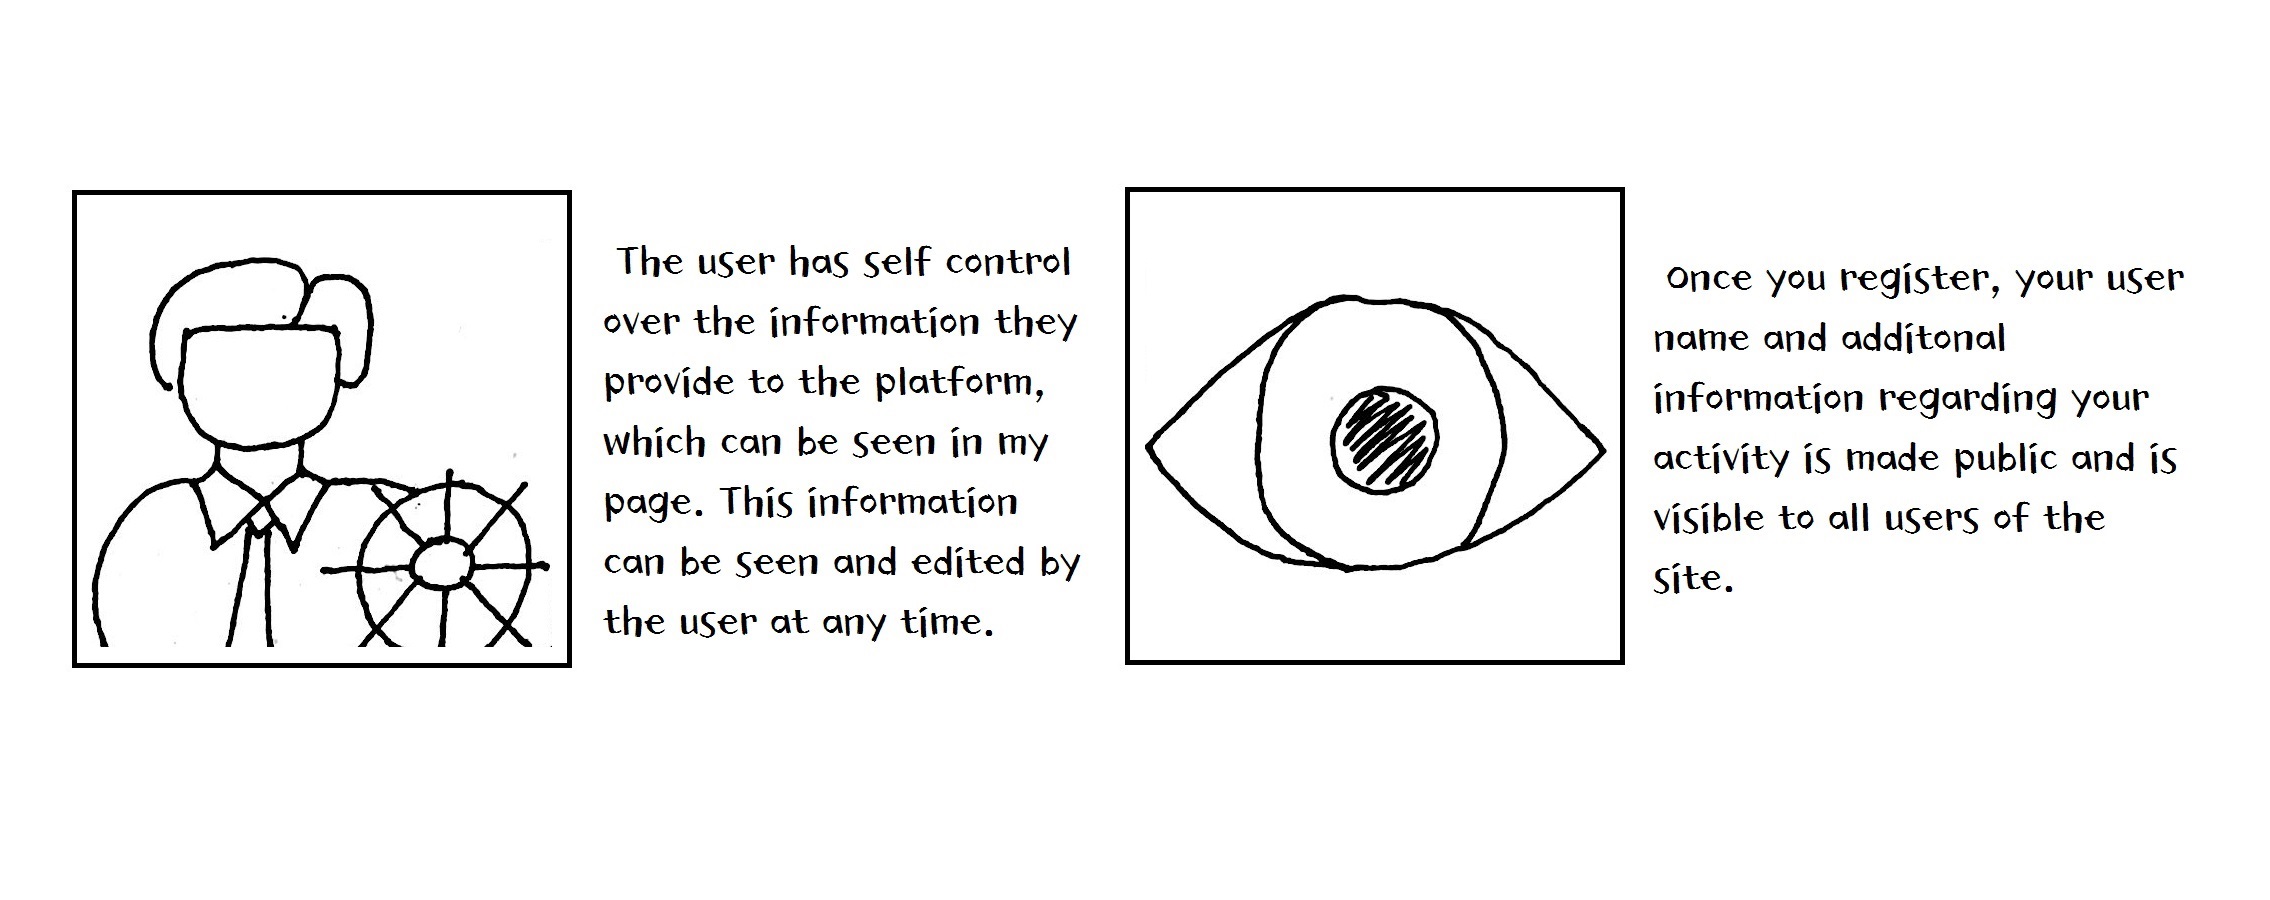 The user has self control
over the information they
provide to the platform,
which can be seen in my
page. This information
can be seen and edited by
the user at any time.
Once you register, your user
name and additonal
information regarding your
activity is made public and is
visible to all users of the
site.